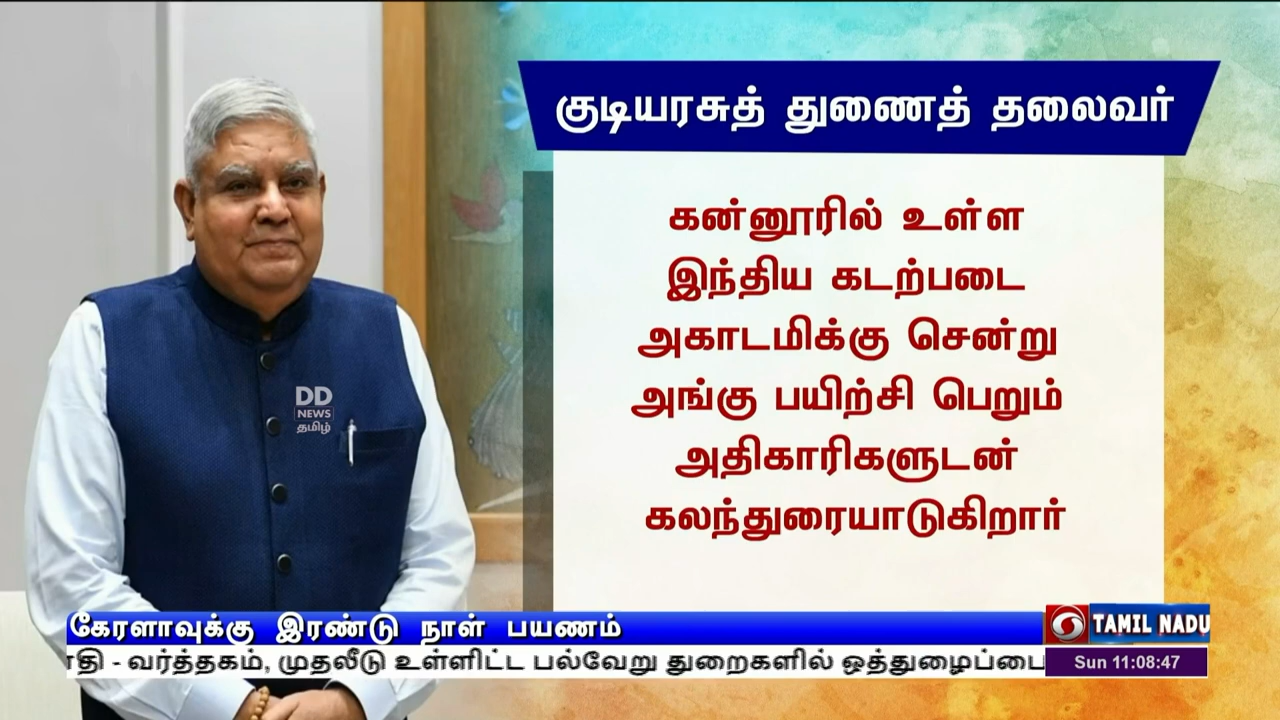 குடியரசுத் துணைத் தலைவர்
கன்னூரில் உள்ள
இந்திய கடற்படை
அகாடமிக்கு சென்று
அங்கு பயிற்சி பெறும்
அதிகாரிகளுடன்
கலந்துரையாடுகிறார்
DD
NEWS
தமிழ்
கேரளாவுக்கு இரண்டு நாள் பயணம்
TAMIL NADU
வர்த்தகம், முதலீடு உள்ளிட்ட பல்வேறு துறைகளில் ஒத்துழைப்பை
Sun 11:08:47